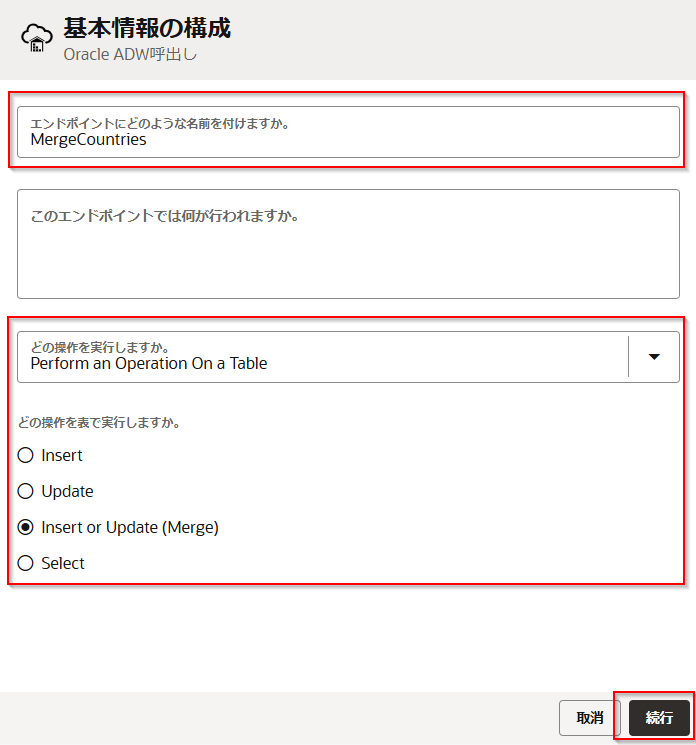 基本情報の構成
Oracle ADW呼出し
エンドポイントにどのような名前を付けますか。
MergeCountries
このエンドポイントでは何が行われますか。
どの操作を実行しますか。
Perform an Operation On a Table
どの操作を表で実行しますか。
Insert
Update
Insert or Update (Merge)
Select
取消 続行